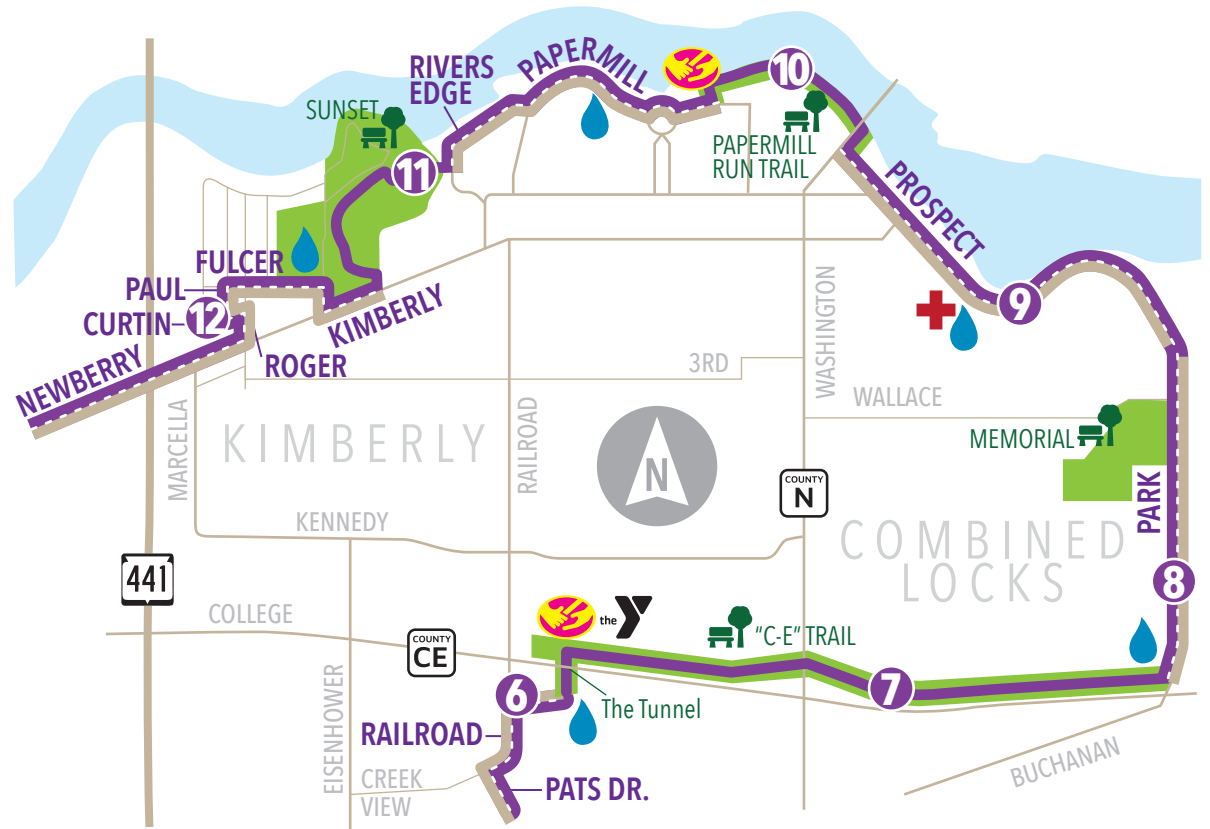 RIVERS
EDGE
PAPERMILL
10
SUNSET
PAPERMILL
RUN TRAIL
11
PROSPECT
FULCER
PAUL
CURTIN
12
KIMBERLY
ROGER
NEWBERRY
9
3RD
WASHINGTON
WALLACE
MARCELLA
KIMBERLY
RAILROAD
N
MEMORIAL
PARK
COUNTY
N
KENNEDY
COMBINED
LOCKS
441
8
COLLEGE
COUNTY
CE
the Y
"C-E" TRAIL
EISENHOWER
6
7
The Tunnel
RAILROAD
CREEK
VIEW
PATS DR.
BUCHANAN